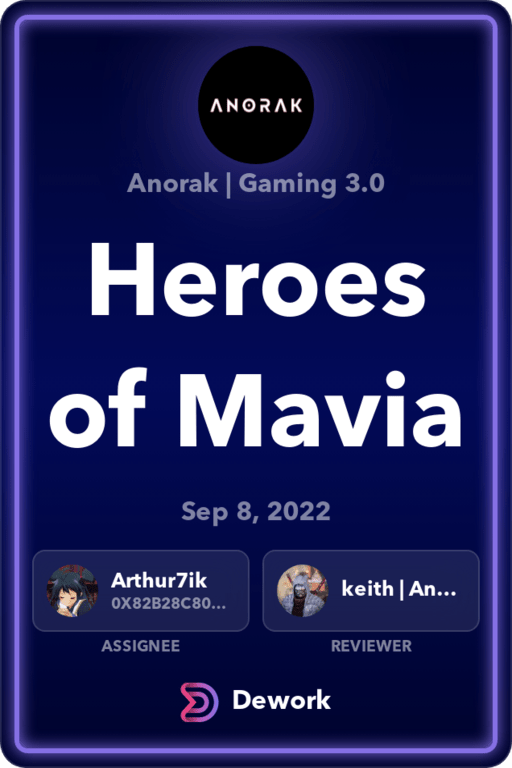 ANORAK
Anorak | Gaming 3.0
Heroes
of Mavia
Sep 8, 2022
Arthur7ik
0X82B28C80...
ASSIGNEE
keith | An...
REVIEWER
Dework